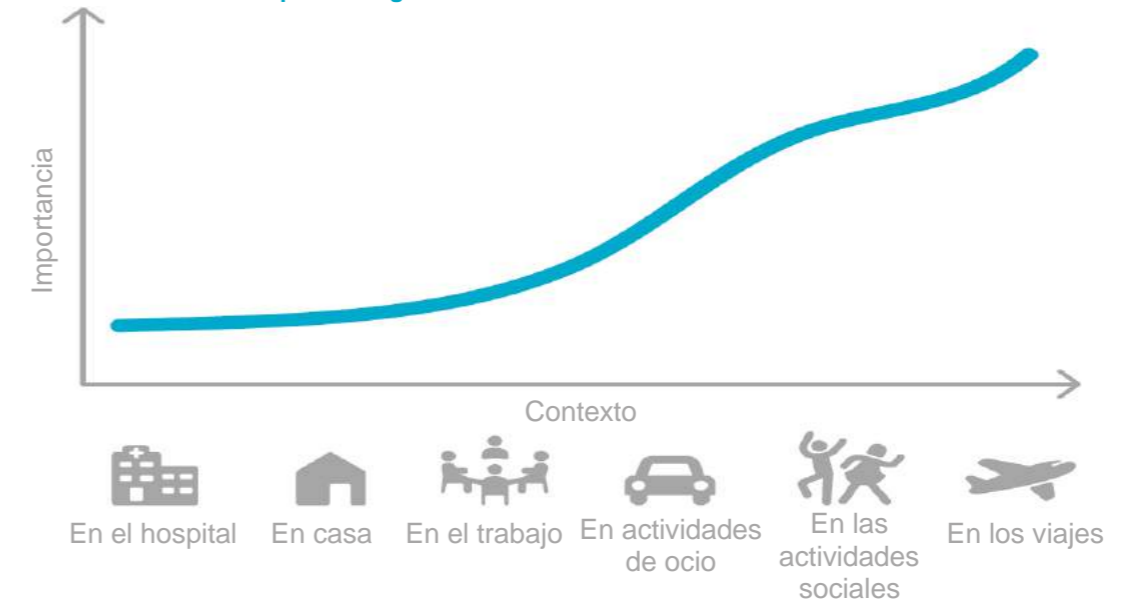 Importancia
Contexto
En el hospital
En casa
En el trabajo
En actividades
de ocio
En las
actividades
sociales
En los viajes